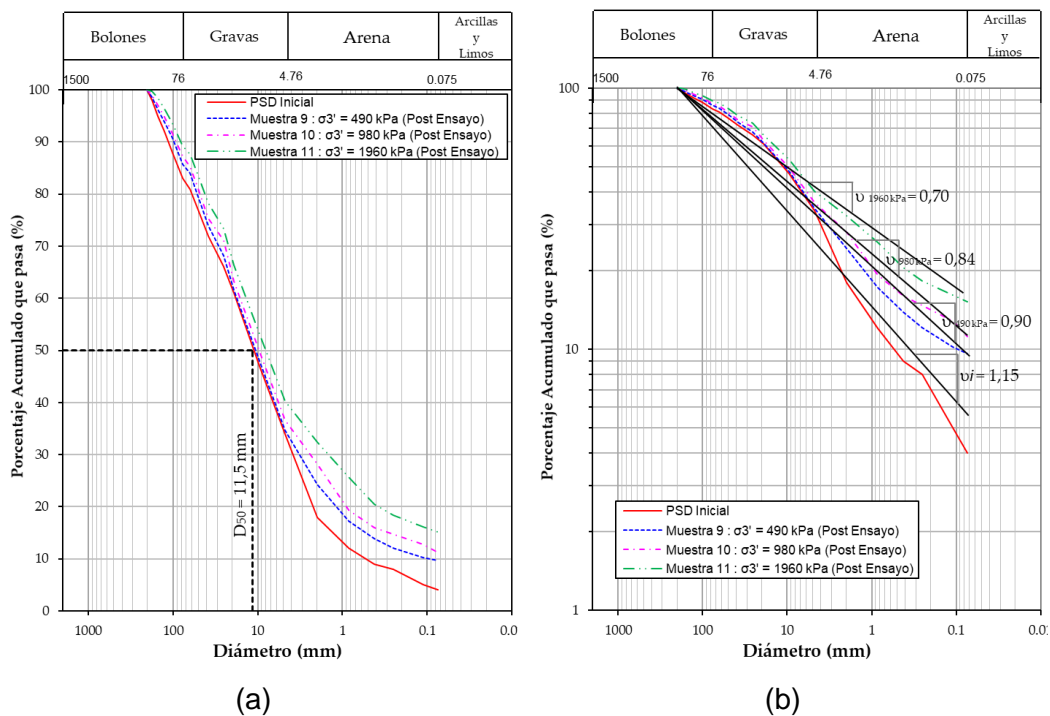 Bolones Gravas Arena Arcillas y Limos
1500 76 4.76 0.075
Porcentaje Acumulado que pasa (%)
100
90
80
70
60
50
40
30
20
10
0
PSD Inicial
Muestra 9 : σ3' = 490 kPa (Post Ensayo)
Muestra 10 : σ3' = 980 kPa (Post Ensayo)
Muestra 11 : σ3' = 1960 kPa (Post Ensayo)
D50 = 11,5 mm
1000 100 10 1 0.1 0.0
Diámetro (mm)
(a)
Bolones Gravas Arena Arcillas y Limos
1500 76 4.76 0.075
Porcentaje Acumulado que pasa (%)
100
10
1
υ 1960 kPa = 0,70
υ 980 kPa = 0,84
υ 490 kPa = 0,90
υi = 1,15
PSD Inicial
Muestra 9 : σ3' = 490 kPa (Post Ensayo)
Muestra 10 : σ3' = 980 kPa (Post Ensayo)
Muestra 11 : σ3' = 1960 kPa (Post Ensayo)
1000 100 10 1 0.1 0.01
Diámetro (mm)
(b)